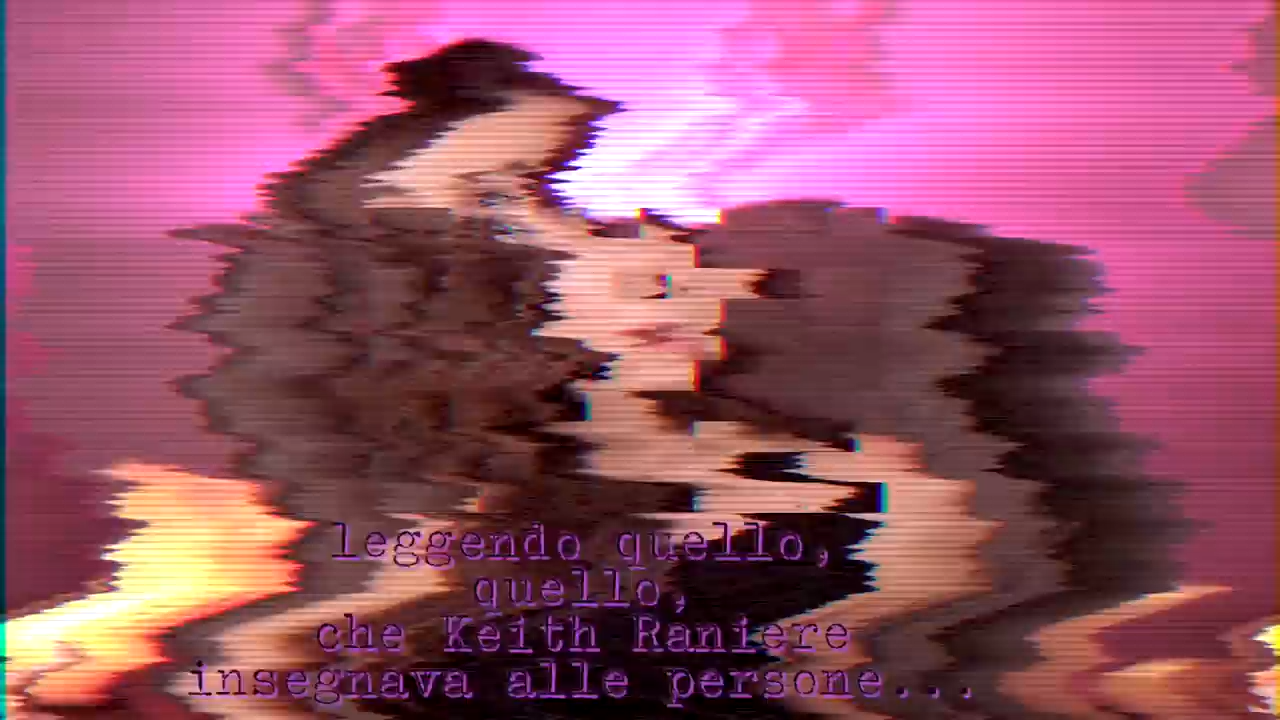 leggendo quello,
quello,
che Keith Raniere
insegnava alle persone...